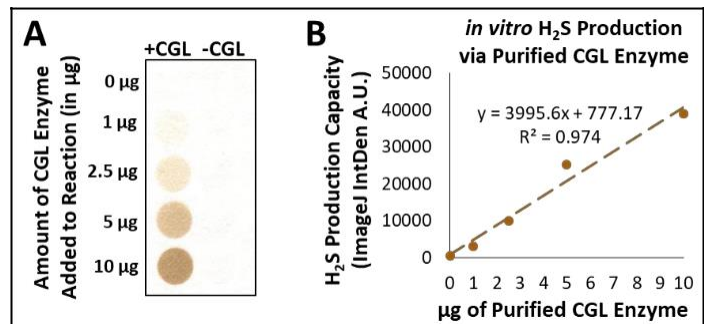 A
+CGL -CGL
Amount of CGL Enzyme
Added to Reaction (in µg)
0 µg
1 µg
2.5 µg
5 µg
10 µg
B
in vitro H₂S Production
via Purified CGL Enzyme
H₂S Production Capacity
(ImageJ IntDen A.U.)
50000
40000
30000
20000
10000
0
y = 3995.6x + 777.17
R² = 0.974
0 1 2 3 4 5 6 7 8 9 10
µg of Purified CGL Enzyme